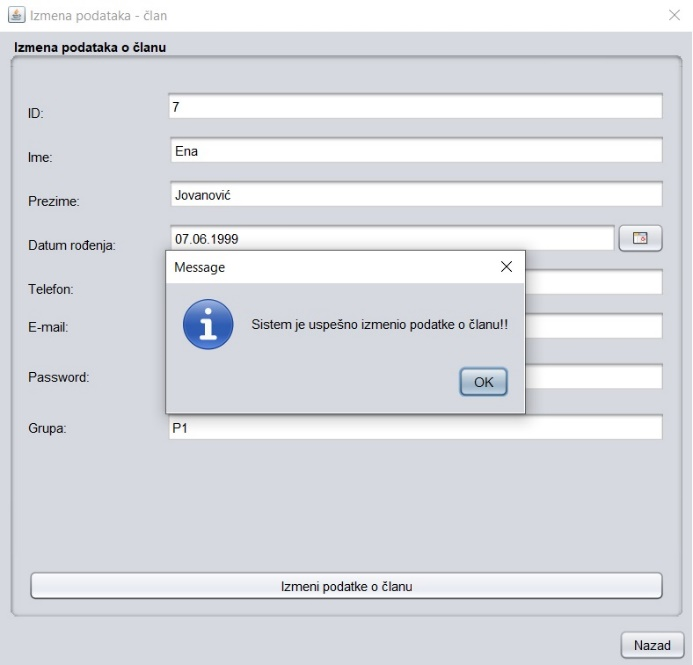 Izmena podataka - član
Izmena podataka o članu
ID:
7
Ime:
Ena
Prezime:
Jovanović
Datum rođenja:
07.06.1999
Message
Telefon:
Sistem je uspešno izmenio podatke o članu!!
E-mail:
Password:
OK
Grupa:
P1
Izmeni podatke o članu
Nazad